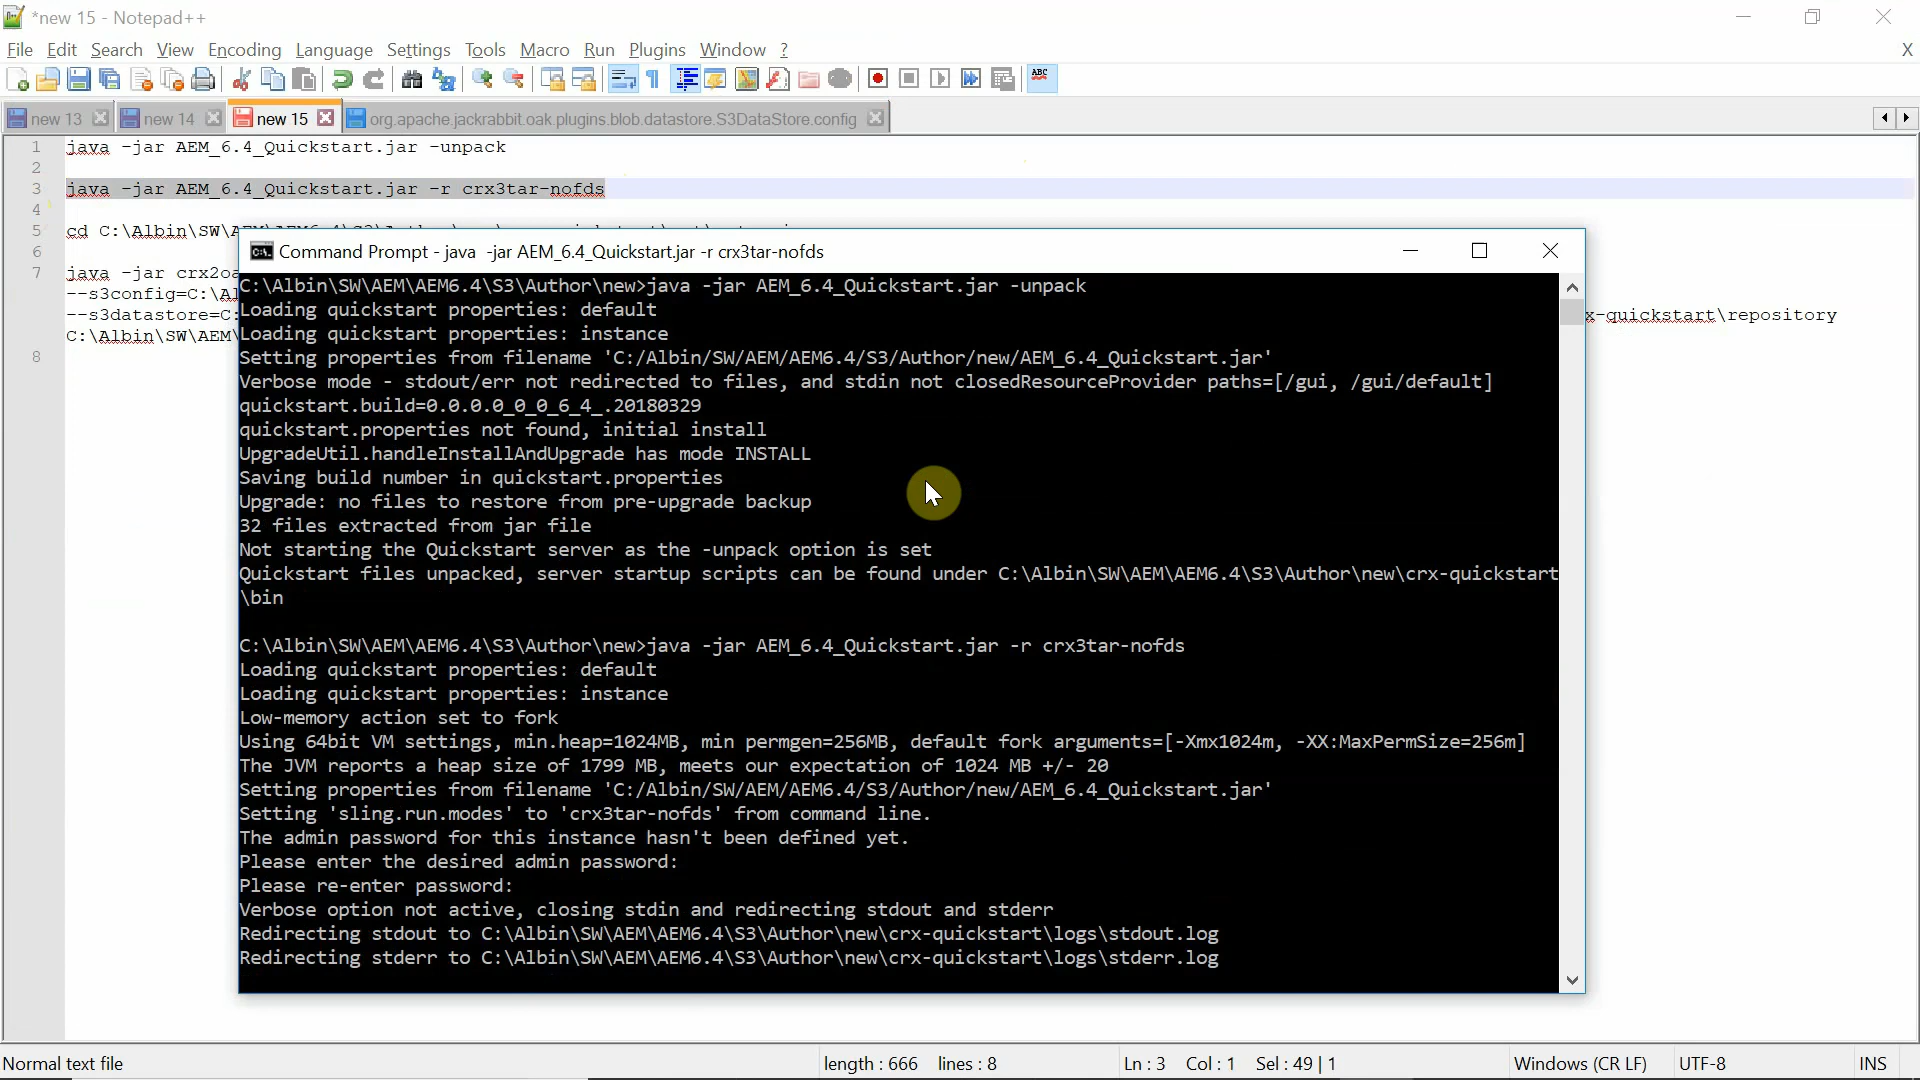 *new 15 - Notepad++
File Edit Search View Encoding Language Settings Tools Macro Run Plugins Window ? X
ABC
new 13 new 14 new 15 org.apache.jackrabbit.oak.plugins.blob.datastore.S3DataStore.config
1 java -jar AEM_6.4_Quickstart.jar -unpack
2
3 java -jar AEM_6.4_Quickstart.jar -r crx3tar-nofds
4
5 cd C:\Albin\SW\
6
7 java -jar crx2oa
--s3config=C:\Al
--s3datastore=C: x-quickstart\repository
C:\Albin\SW\AEM\
8
Command Prompt - java -jar AEM_6.4_Quickstart.jar -r crx3tar-nofds
C:\Albin\SW\AEM\AEM6.4\S3\Author\new>java -jar AEM_6.4_Quickstart.jar -unpack
Loading quickstart properties: default
Loading quickstart properties: instance
Setting properties from filename 'C:/Albin/SW/AEM/AEM6.4/S3/Author/new/AEM_6.4_Quickstart.jar'
Verbose mode - stdout/err not redirected to files, and stdin not closedResourceProvider paths=[/gui, /gui/default]
quickstart.build=0.0.0.0_0_0_6_4_.20180329
quickstart.properties not found, initial install
UpgradeUtil.handleInstallAndUpgrade has mode INSTALL
Saving build number in quickstart.properties
Upgrade: no files to restore from pre-upgrade backup
32 files extracted from jar file
Not starting the Quickstart server as the -unpack option is set
Quickstart files unpacked, server startup scripts can be found under C:\Albin\SW\AEM\AEM6.4\S3\Author\new\crx-quickstart
\bin
C:\Albin\SW\AEM\AEM6.4\S3\Author\new>java -jar AEM_6.4_Quickstart.jar -r crx3tar-nofds
Loading quickstart properties: default
Loading quickstart properties: instance
Low-memory action set to fork
Using 64bit VM settings, min.heap=1024MB, min permgen=256MB, default fork arguments=[-Xmx1024m, -XX:MaxPermSize=256m]
The JVM reports a heap size of 1799 MB, meets our expectation of 1024 MB +/- 20
Setting properties from filename 'C:/Albin/SW/AEM/AEM6.4/S3/Author/new/AEM_6.4_Quickstart.jar'
Setting 'sling.run.modes' to 'crx3tar-nofds' from command line.
The admin password for this instance hasn't been defined yet.
Please enter the desired admin password:
Please re-enter password:
Verbose option not active, closing stdin and redirecting stdout and stderr
Redirecting stdout to C:\Albin\SW\AEM\AEM6.4\S3\Author\new\crx-quickstart\logs\stdout.log
Redirecting stderr to C:\Albin\SW\AEM\AEM6.4\S3\Author\new\crx-quickstart\logs\stderr.log
Normal text file length : 666 lines : 8 Ln : 3 Col : 1 Sel : 49 | 1 Windows (CR LF) UTF-8 INS